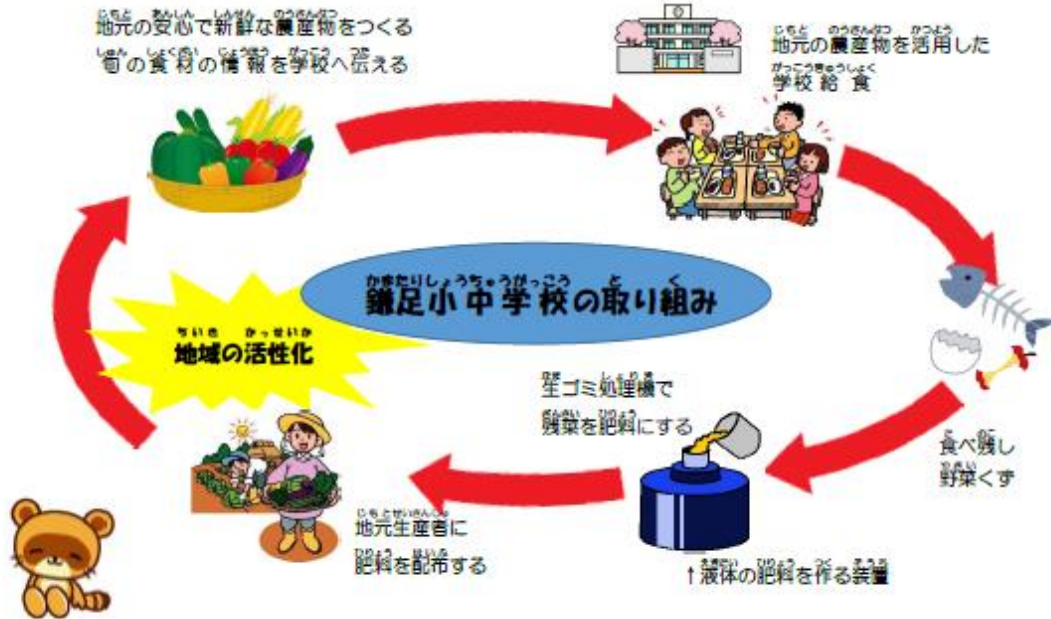 地元の安心で新鮮な農産物をつくる
旬の食材の情報を学校へ伝える
地元の農産物を活用した
学校給食
鎌足小中学校の取り組み
地域の活性化
生ゴミ処理機で
残菜を肥料にする
食べ残し
野菜くず
地元生産者に
肥料を配布する
↑液体の肥料を作る装置